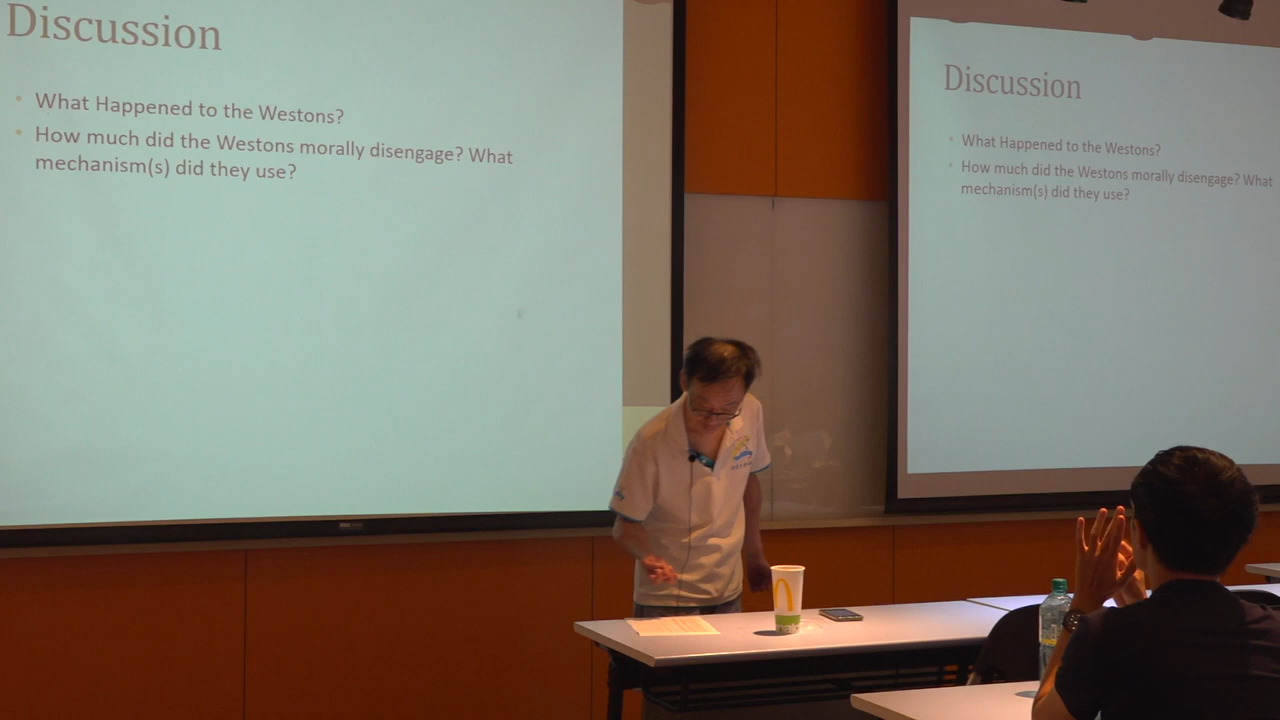 Discussion
• What Happened to the Westons?
• How much did the Westons morally disengage? What
mechanism(s) did they use?
Discussion
• What Happened to the Westons?
• How much did the Westons morally disengage? What
mechanism(s) did they use?